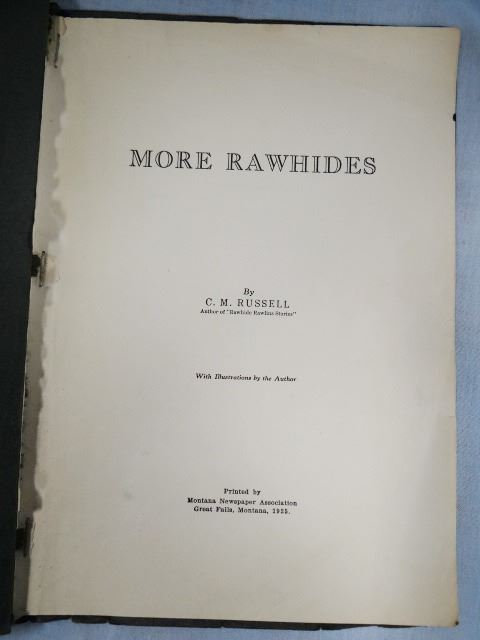 MORE RAWHIDES
By
C. M. RUSSELL
Author of "Rawhide Rawlins Stories"
With Illustrations by the Author
Printed by
Montana Newspaper Association
Great Falls, Montana, 1925.